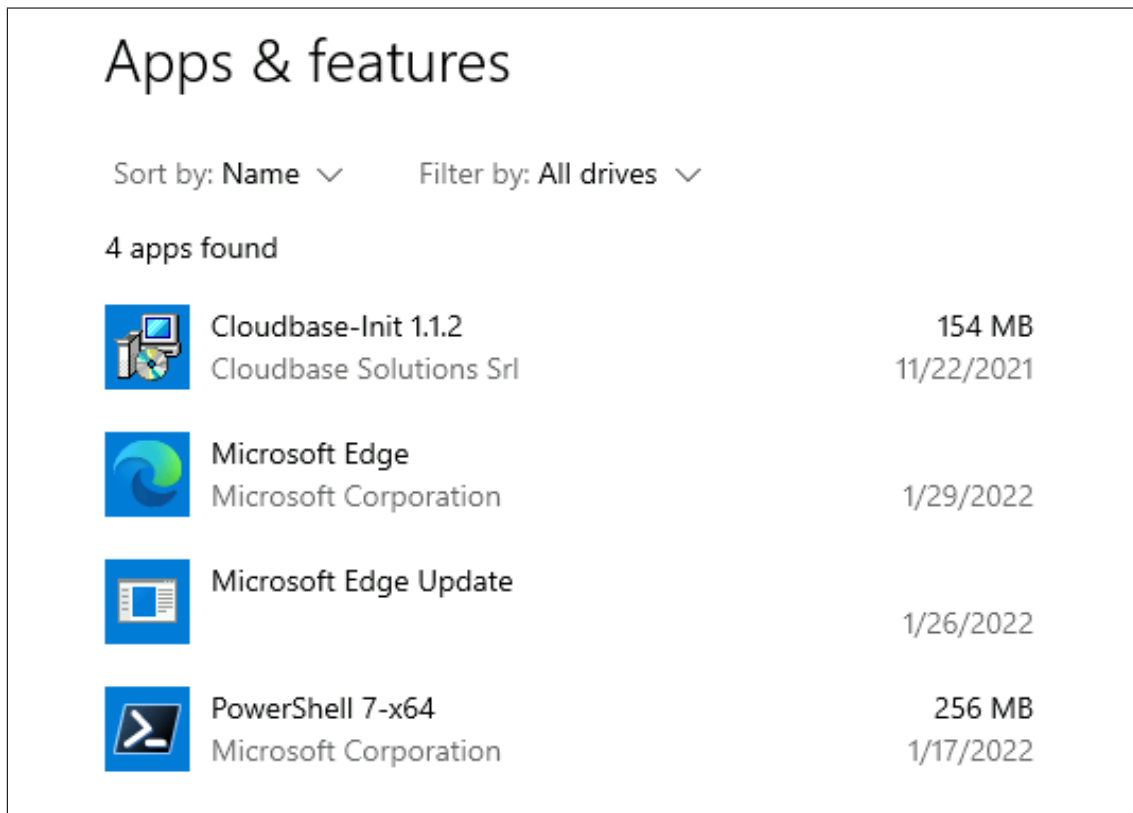 Apps & features
Sort by: Name Filter by: All drives
4 apps found
Cloudbase-Init 1.1.2 154 MB
Cloudbase Solutions Srl 11/22/2021
Microsoft Edge
Microsoft Corporation 1/29/2022
Microsoft Edge Update
1/26/2022
PowerShell 7-x64 256 MB
Microsoft Corporation 1/17/2022